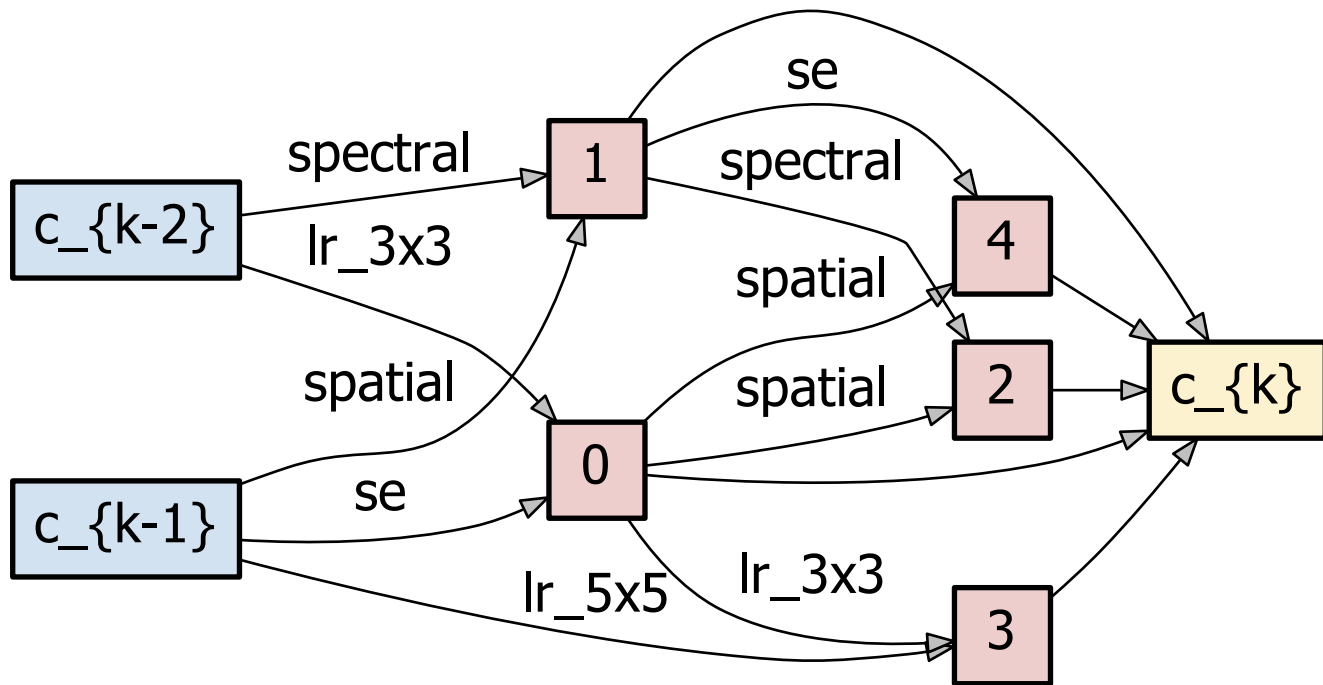 se
spectral
1
spectral
c_{k-2}
lr_3x3
4
spatial
spatial
spatial
2
c_{k}
0
se
c_{k-1}
lr_3x3
lr_5x5
3